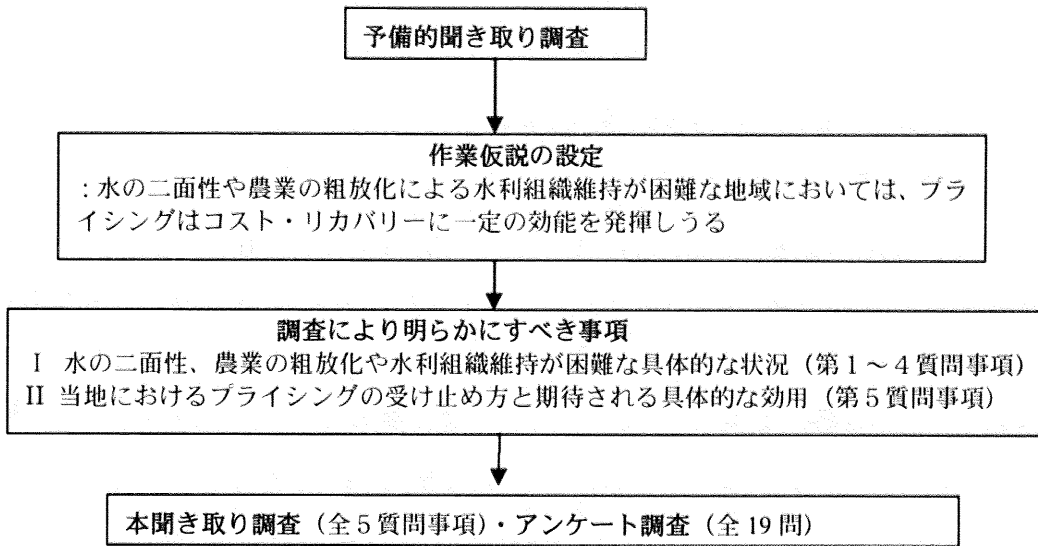 予備的聞き取り調査
作業仮説の設定
：水の二面性や農業の粗放化による水利組織維持が困難な地域においては、プラ
イシングはコスト・リカバリーに一定の効能を発揮しうる
調査により明らかにすべき事項
Ⅰ 水の二面性、農業の粗放化や水利組織維持が困難な具体的な状況（第１～４質問事項）
II 当地におけるプライシングの受け止め方と期待される具体的な効用（第５質問事項）
本聞き取り調査（全５質問事項）・アンケート調査（全 19 問）